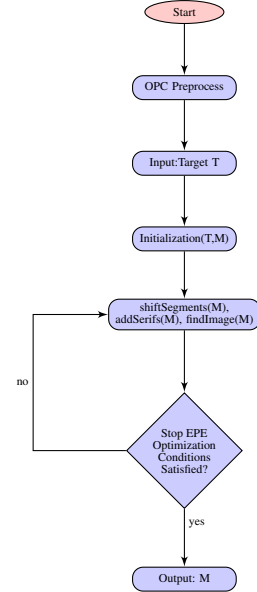 Start
OPC Preprocess
Input:Target T
Initialization(T,M)
shiftSegments(M),
addSerifs(M), findImage(M)
no
Stop EPE
Optimization
Conditions
Satisfied?
yes
Output: M